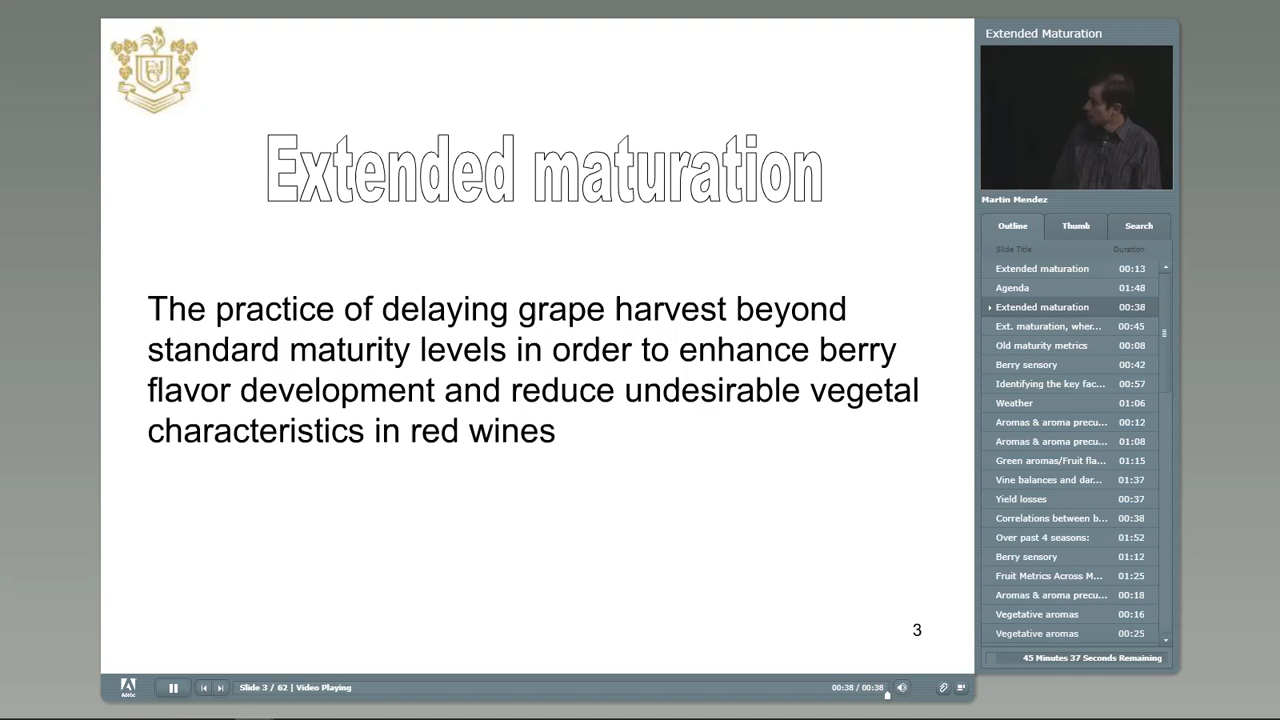 Extended maturation
The practice of delaying grape harvest beyond
standard maturity levels in order to enhance berry
flavor development and reduce undesirable vegetal
characteristics in red wines
3
Extended Maturation
Martin Mendez
Outline Thumb Search
Slide Title Duration
Extended maturation 00:13
Agenda 01:48
Extended maturation 00:38
Ext. maturation, wher... 00:45
Old maturity metrics 00:08
Berry sensory 00:42
Identifying the key fac... 00:57
Weather 01:06
Aromas & aroma precu... 00:12
Aromas & aroma precu... 01:08
Green aromas/Fruit fla... 01:15
Vine balances and dar... 01:37
Yield losses 00:37
Correlations between b... 00:38
Over past 4 seasons: 01:52
Berry sensory 01:12
Fruit Metrics Across M... 01:25
Aromas & aroma precu... 00:18
Vegetative aromas 00:16
Vegetative aromas 00:25
45 Minutes 37 Seconds Remaining
Adobe
Slide 3 / 62 | Video Playing
00:38 / 00:38